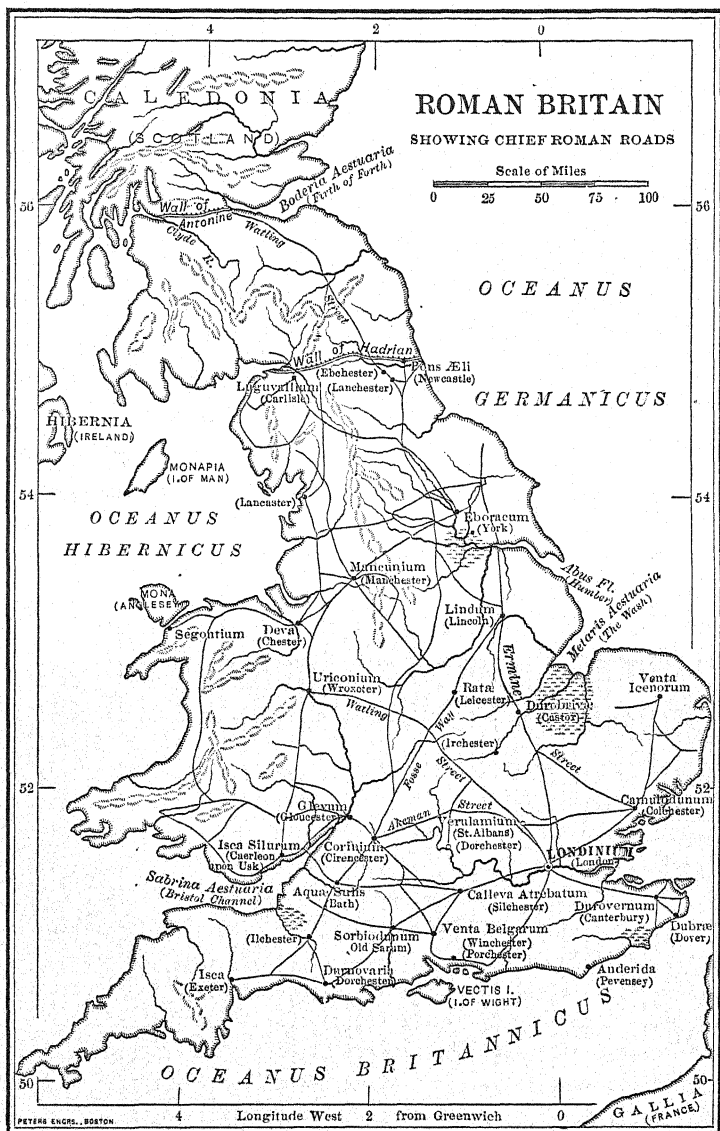 4 2 0
ROMAN BRITAIN
SHOWING CHIEF ROMAN ROADS
Scale of Miles
0 25 50 75 100
CALEDONIA
(SCOTLAND)
Boderia Aestuaria
(Firth of Forth)
56 56
Wall of
Antonine
Clyde R.
Watling
Street
OCEANUS
GERMANICUS
Wall of Hadrian
(Ebchester)
Pons Æli
(Newcastle)
(Lanchester)
Luguvallium
(Carlisle)
HIBERNIA
(IRELAND)
MONAPIA
(I.OF MAN)
54 54
(Lancaster)
OCEANUS
HIBERNICUS
Eboracum
(York)
Abus Fl.
(Humber)
Metaris Aestuaria
(The Wash)
Mancunium
(Manchester)
MONA
(ANGLESEY)
Segontium
Deva
(Chester)
Lindum
(Lincoln)
Ermine
Street
Uriconium
(Wroxeter)
Watling
Street
Ratæ
(Leicester)
Durobrivæ
(Castor)
Venta
Icenorum
(Irchester)
Fosse Way
52 52
Glevum
(Gloucester)
Akeman Street
Camulodunum
(Colchester)
Verulamium
(St.Albans)
(Dorchester)
Isca Silurum
(Caerleon
upon Usk)
Corinium
(Cirencester)
LONDINIUM
(London)
Sabrina Aestuaria
(Bristol Channel)
Aquæ Sulis
(Bath)
Calleva Atrebatum
(Silchester)
Durovernum
(Canterbury)
Dubræ
(Dover)
(Ilchester)
Sorbiodunum
Old Sarum
Venta Belgarum
(Winchester)
(Porchester)
Isca
(Exeter)
Durnovaria
Dorchester)
VECTIS I.
(I.OF WIGHT)
Anderida
(Pevensey)
OCEANUS BRITANNICUS
50 50
GALLIA
(FRANCE)
4 Longitude West 2 from Greenwich 0
PETERS ENGRS., BOSTON